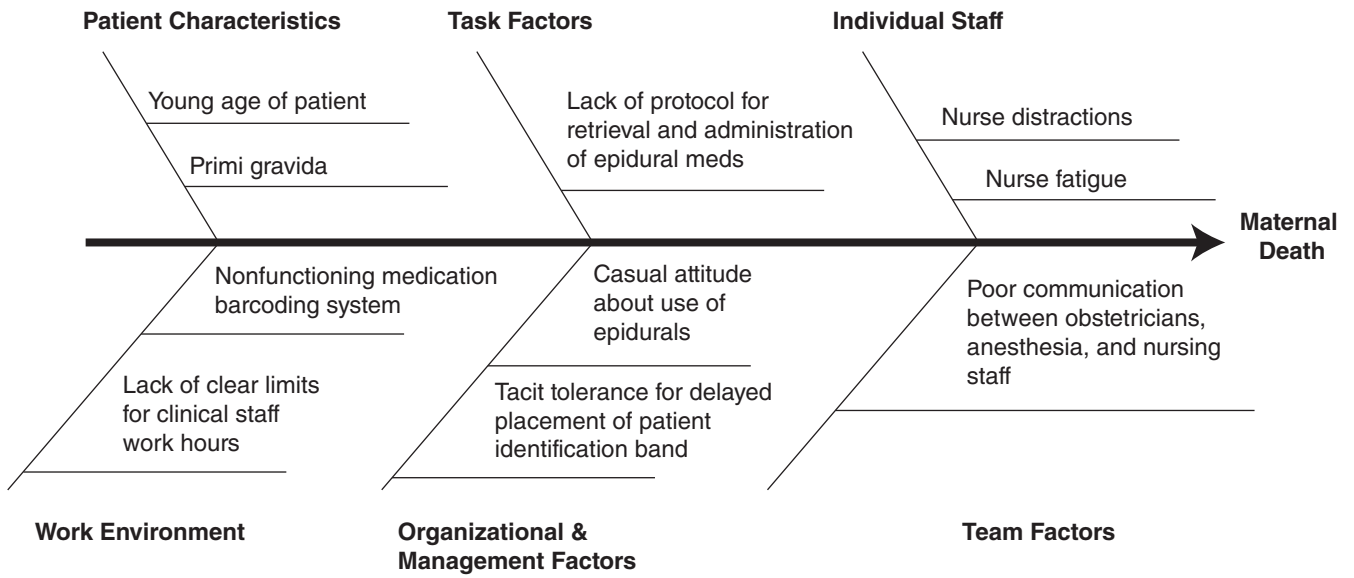 Patient Characteristics
Task Factors
Individual Staff
Young age of patient
Primi gravida
Lack of protocol for
retrieval and administration
of epidural meds
Nurse distractions
Nurse fatigue
Maternal
Death
Nonfunctioning medication
barcoding system
Lack of clear limits
for clinical staff
work hours
Casual attitude
about use of
epidurals
Tacit tolerance for delayed
placement of patient
identification band
Poor communication
between obstetricians,
anesthesia, and nursing
staff
Work Environment
Organizational &
Management Factors
Team Factors